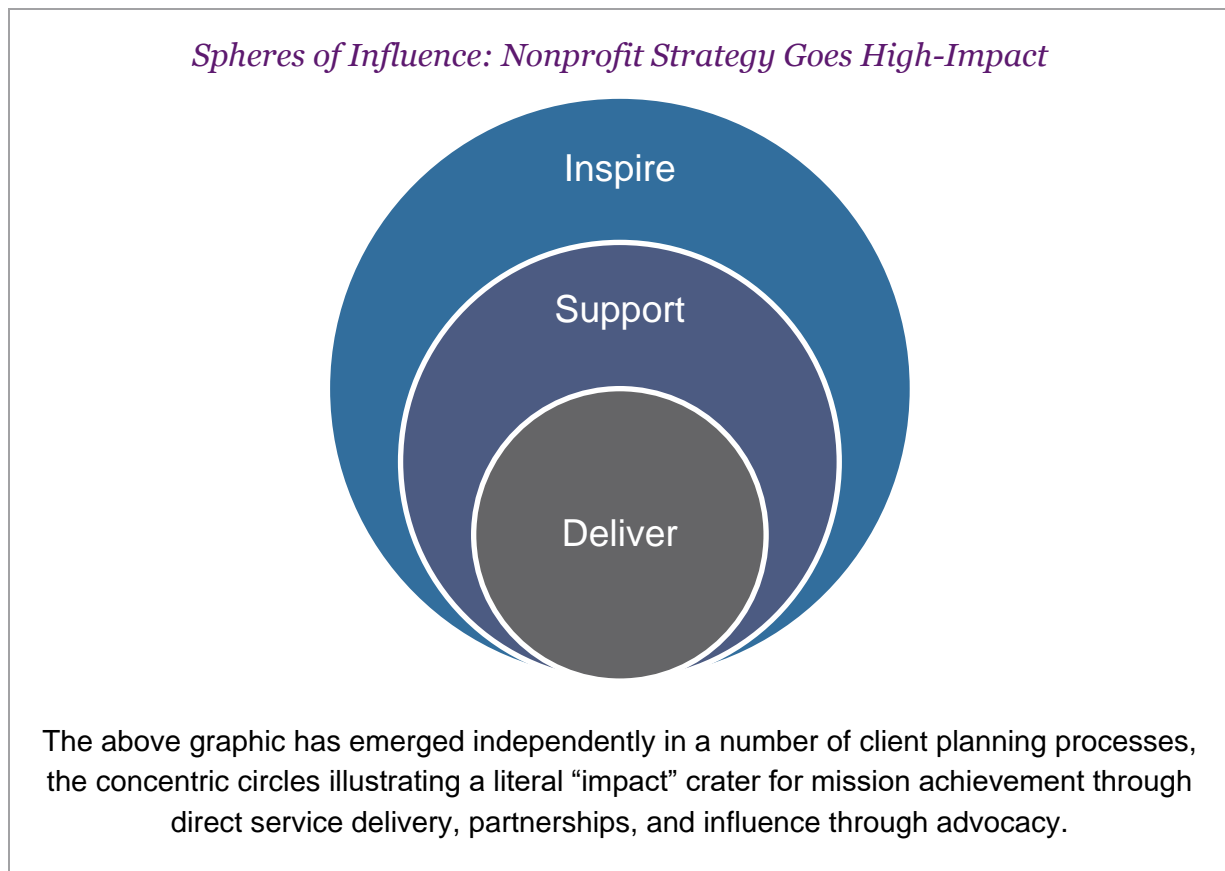 Spheres of Influence: Nonprofit Strategy Goes High-Impact
Inspire
Support
Deliver
The above graphic has emerged independently in a number of client planning processes,
the concentric circles illustrating a literal “impact” crater for mission achievement through
direct service delivery, partnerships, and influence through advocacy.